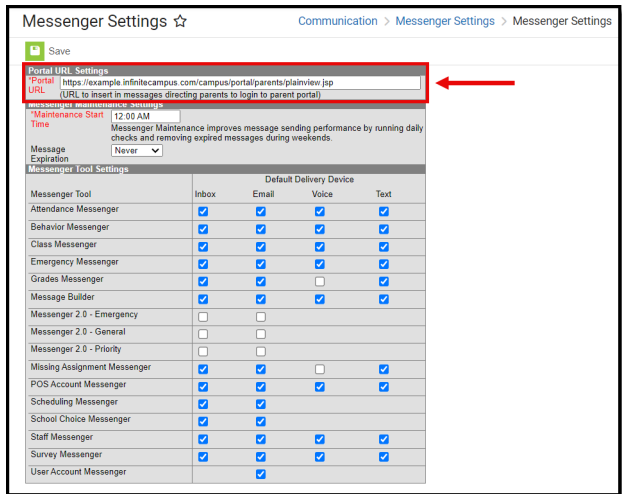 Messenger Settings ☆
Communication > Messenger Settings > Messenger Settings
Save
Portal URL Settings
*Portal URL https://example.infinitecampus.com/campus/portal/parents/plainview.jsp
(URL to insert in messages directing parents to login to parent portal)
Messenger Maintenance Settings
*Maintenance Start Time 12:00 AM
Messenger Maintenance improves message sending performance by running daily
checks and removing expired messages during weekends.
Message Expiration Never
Messenger Tool Settings
Default Delivery Device
Messenger Tool Inbox Email Voice Text
Attendance Messenger
Behavior Messenger
Class Messenger
Emergency Messenger
Grades Messenger
Message Builder
Messenger 2.0 - Emergency
Messenger 2.0 - General
Messenger 2.0 - Priority
Missing Assignment Messenger
POS Account Messenger
Scheduling Messenger
School Choice Messenger
Staff Messenger
Survey Messenger
User Account Messenger